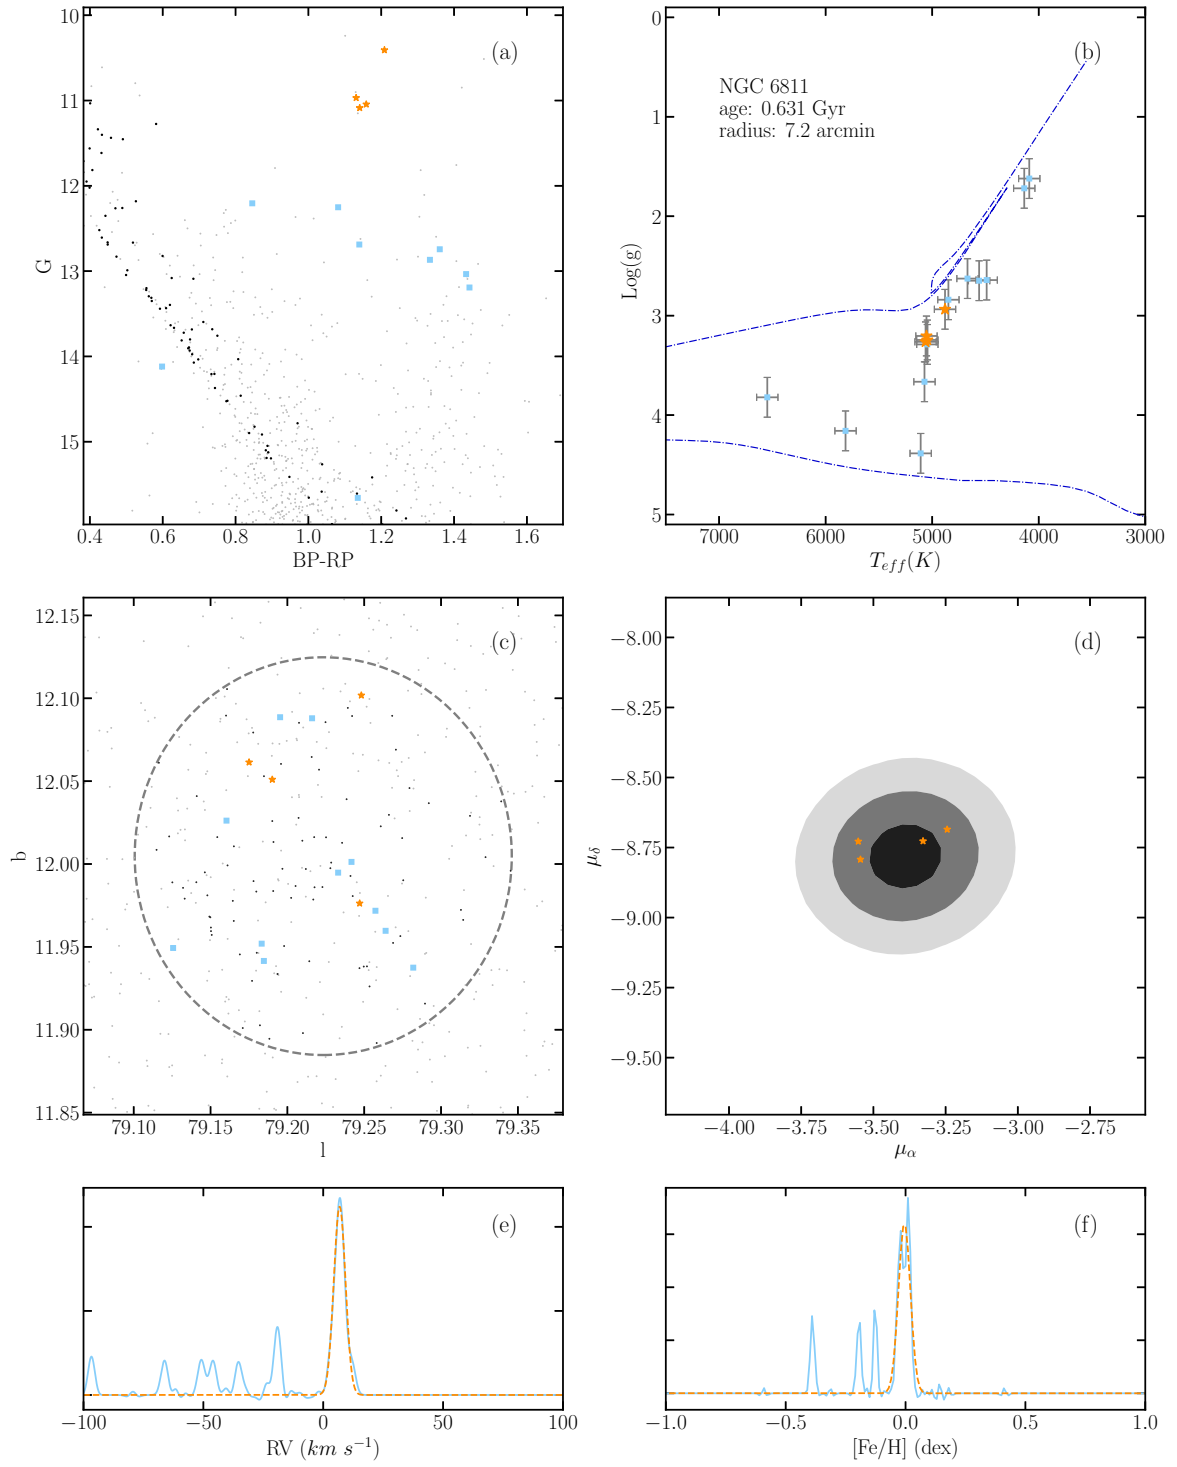 (a)
10
11
12
13
14
15
G
0.4 0.6 0.8 1.0 1.2 1.4 1.6
BP-RP
(b)
NGC 6811
age: 0.631 Gyr
radius: 7.2 arcmin
0
1
2
3
4
5
Log(g)
7000 6000 5000 4000 3000
T_eff(K)
(c)
12.15
12.10
12.05
12.00
11.95
11.90
11.85
b
79.10 79.15 79.20 79.25 79.30 79.35
l
(d)
−8.00
−8.25
−8.50
−8.75
−9.00
−9.25
−9.50
μ_δ
−4.00 −3.75 −3.50 −3.25 −3.00 −2.75
μ_α
(e)
−100 −50 0 50 100
RV (km s⁻¹)
(f)
−1.0 −0.5 0.0 0.5 1.0
[Fe/H] (dex)